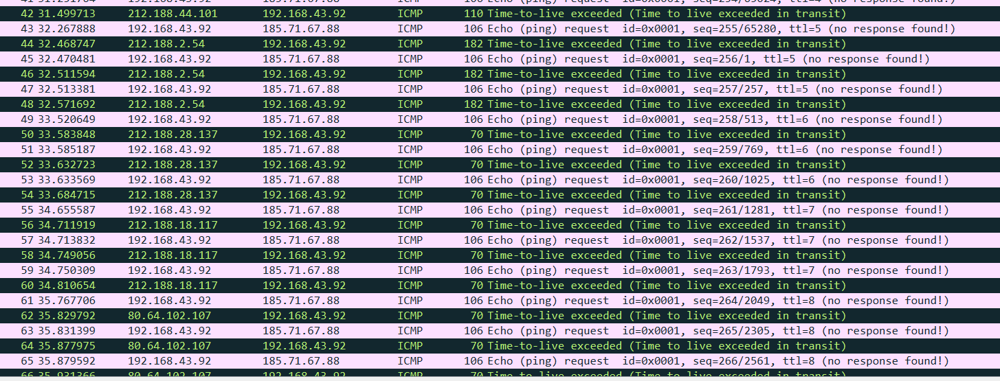 42 31.499713 212.188.44.101 192.168.43.92 ICMP 110 Time-to-live exceeded (Time to live exceeded in transit)
43 32.267888 192.168.43.92 185.71.67.88 ICMP 106 Echo (ping) request id=0x0001, seq=255/65280, ttl=5 (no response found!)
44 32.468747 212.188.2.54 192.168.43.92 ICMP 182 Time-to-live exceeded (Time to live exceeded in transit)
45 32.470481 192.168.43.92 185.71.67.88 ICMP 106 Echo (ping) request id=0x0001, seq=256/1, ttl=5 (no response found!)
46 32.511594 212.188.2.54 192.168.43.92 ICMP 182 Time-to-live exceeded (Time to live exceeded in transit)
47 32.513381 192.168.43.92 185.71.67.88 ICMP 106 Echo (ping) request id=0x0001, seq=257/257, ttl=5 (no response found!)
48 32.571692 212.188.2.54 192.168.43.92 ICMP 182 Time-to-live exceeded (Time to live exceeded in transit)
49 33.520649 192.168.43.92 185.71.67.88 ICMP 106 Echo (ping) request id=0x0001, seq=258/513, ttl=6 (no response found!)
50 33.583848 212.188.28.137 192.168.43.92 ICMP 70 Time-to-live exceeded (Time to live exceeded in transit)
51 33.585187 192.168.43.92 185.71.67.88 ICMP 106 Echo (ping) request id=0x0001, seq=259/769, ttl=6 (no response found!)
52 33.632723 212.188.28.137 192.168.43.92 ICMP 70 Time-to-live exceeded (Time to live exceeded in transit)
53 33.633569 192.168.43.92 185.71.67.88 ICMP 106 Echo (ping) request id=0x0001, seq=260/1025, ttl=6 (no response found!)
54 33.684715 212.188.28.137 192.168.43.92 ICMP 70 Time-to-live exceeded (Time to live exceeded in transit)
55 34.655587 192.168.43.92 185.71.67.88 ICMP 106 Echo (ping) request id=0x0001, seq=261/1281, ttl=7 (no response found!)
56 34.711919 212.188.18.117 192.168.43.92 ICMP 70 Time-to-live exceeded (Time to live exceeded in transit)
57 34.713832 192.168.43.92 185.71.67.88 ICMP 106 Echo (ping) request id=0x0001, seq=262/1537, ttl=7 (no response found!)
58 34.749056 212.188.18.117 192.168.43.92 ICMP 70 Time-to-live exceeded (Time to live exceeded in transit)
59 34.750309 192.168.43.92 185.71.67.88 ICMP 106 Echo (ping) request id=0x0001, seq=263/1793, ttl=7 (no response found!)
60 34.810654 212.188.18.117 192.168.43.92 ICMP 70 Time-to-live exceeded (Time to live exceeded in transit)
61 35.767706 192.168.43.92 185.71.67.88 ICMP 106 Echo (ping) request id=0x0001, seq=264/2049, ttl=8 (no response found!)
62 35.829792 80.64.102.107 192.168.43.92 ICMP 70 Time-to-live exceeded (Time to live exceeded in transit)
63 35.831399 192.168.43.92 185.71.67.88 ICMP 106 Echo (ping) request id=0x0001, seq=265/2305, ttl=8 (no response found!)
64 35.877975 80.64.102.107 192.168.43.92 ICMP 70 Time-to-live exceeded (Time to live exceeded in transit)
65 35.879592 192.168.43.92 185.71.67.88 ICMP 106 Echo (ping) request id=0x0001, seq=266/2561, ttl=8 (no response found!)
66 35.931366 80.64.102.107 192.168.43.92 ICMP 70 Time-to-live exceeded (Time to live exceeded in transit)